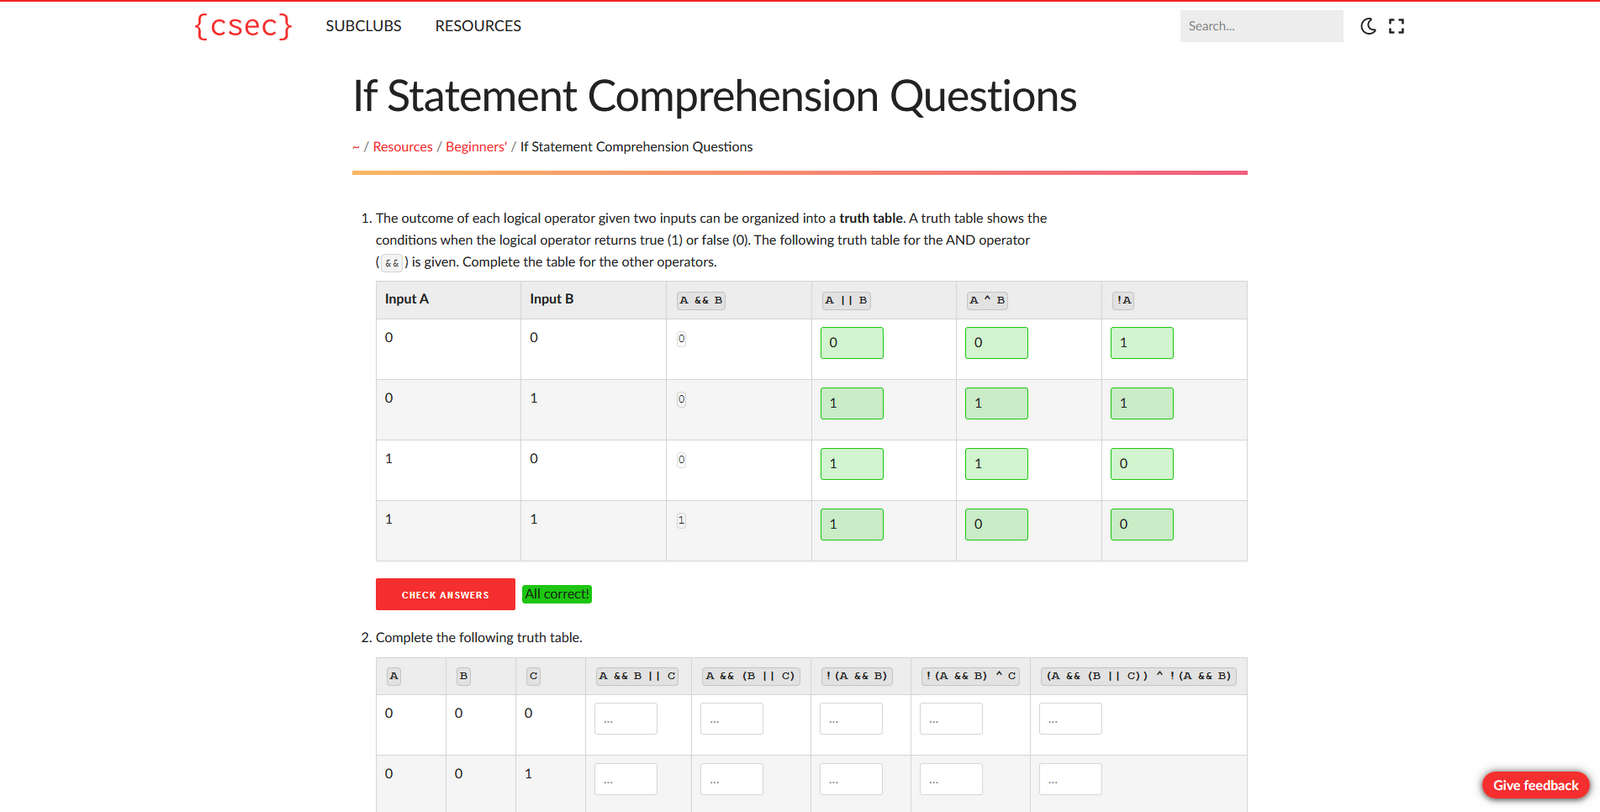 {csec} SUBCLUBS RESOURCES Search...
If Statement Comprehension Questions
~ / Resources / Beginners' / If Statement Comprehension Questions
1. The outcome of each logical operator given two inputs can be organized into a truth table. A truth table shows the
conditions when the logical operator returns true (1) or false (0). The following truth table for the AND operator
( && ) is given. Complete the table for the other operators.
Input A Input B A && B A || B A ^ B !A
0 0 0 0 0 1
0 1 0 1 1 1
1 0 0 1 1 0
1 1 1 1 0 0
CHECK ANSWERS All correct!
2. Complete the following truth table.
A B C A && B || C A && (B || C) !(A && B) !(A && B) ^ C (A && (B || C)) ^ !(A && B)
0 0 0 ... ... ... ... ...
0 0 1 ... ... ... ... ...
Give feedback